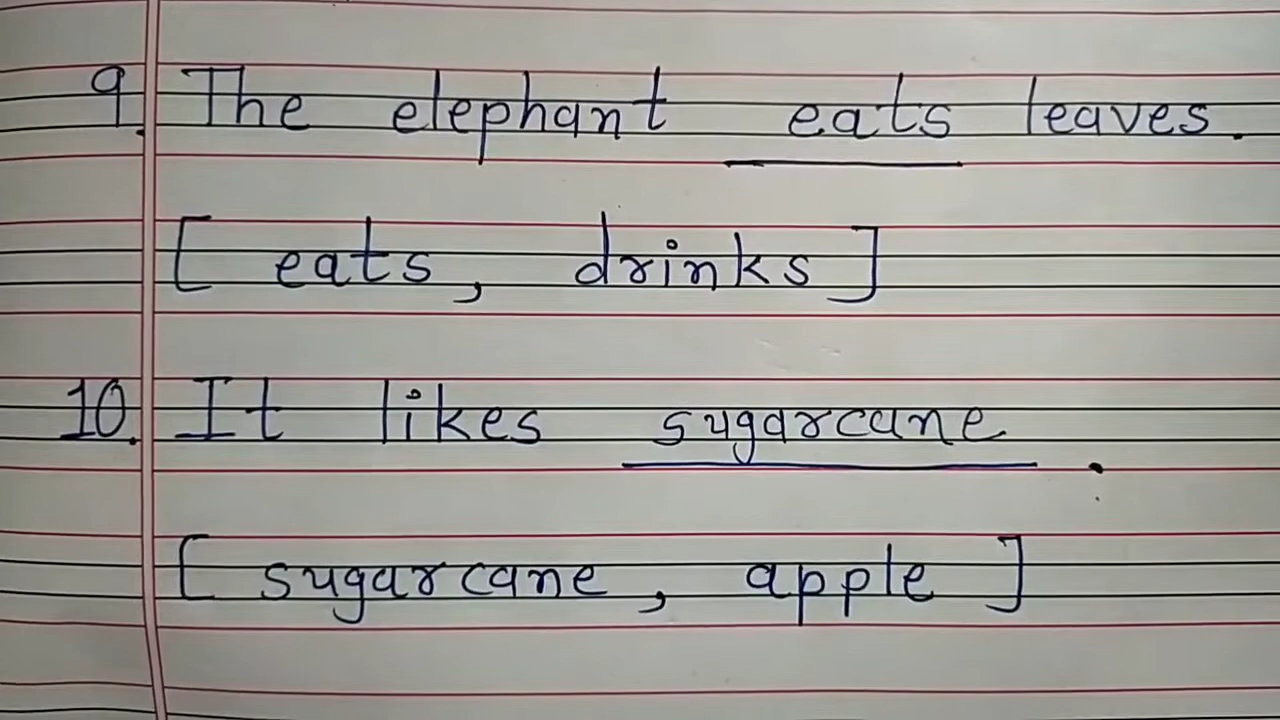 9. The elephant eats leaves.
[ eats, drinks ]
10. It likes sugarcane.
[ sugarcane, apple ]